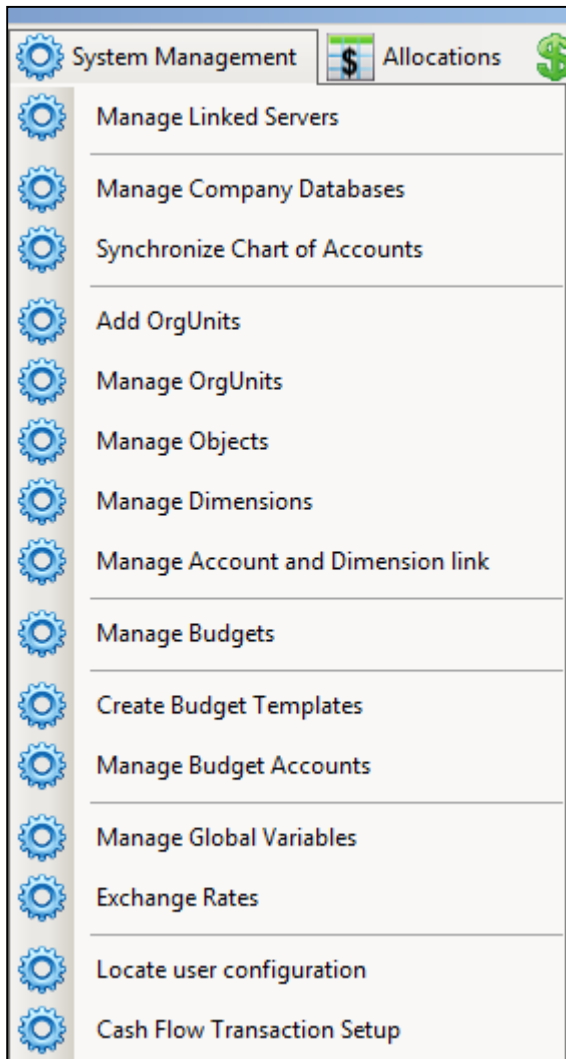 System Management
Allocations
Manage Linked Servers
Manage Company Databases
Synchronize Chart of Accounts
Add OrgUnits
Manage OrgUnits
Manage Objects
Manage Dimensions
Manage Account and Dimension link
Manage Budgets
Create Budget Templates
Manage Budget Accounts
Manage Global Variables
Exchange Rates
Locate user configuration
Cash Flow Transaction Setup